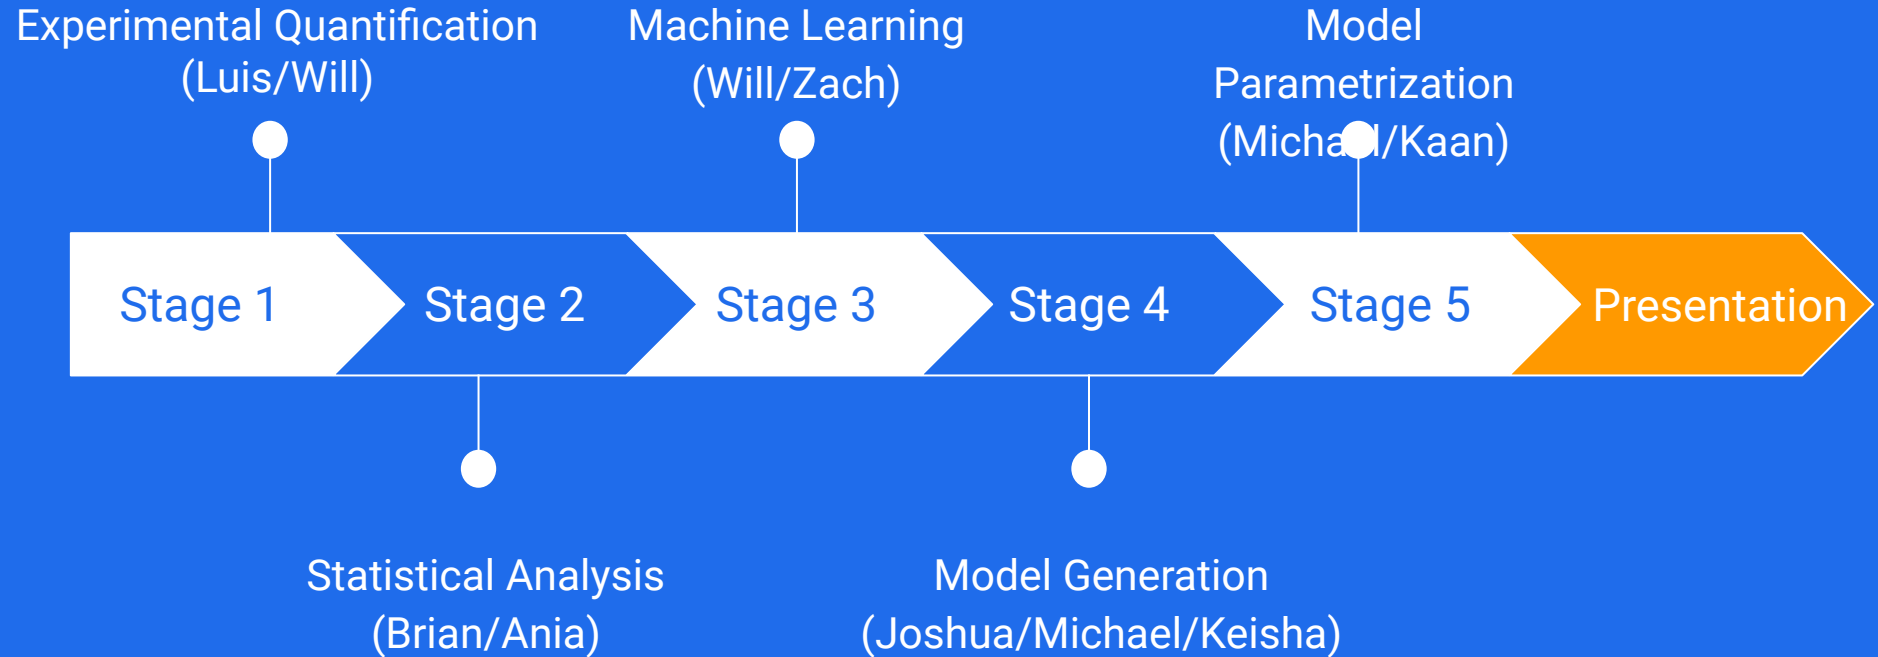 Experimental Quantification
(Luis/Will)
Machine Learning
(Will/Zach)
Model
Parametrization
(Michael/Kaan)
Stage 1
Stage 2
Stage 3
Stage 4
Stage 5
Presentation
Statistical Analysis
(Brian/Ania)
Model Generation
(Joshua/Michael/Keisha)